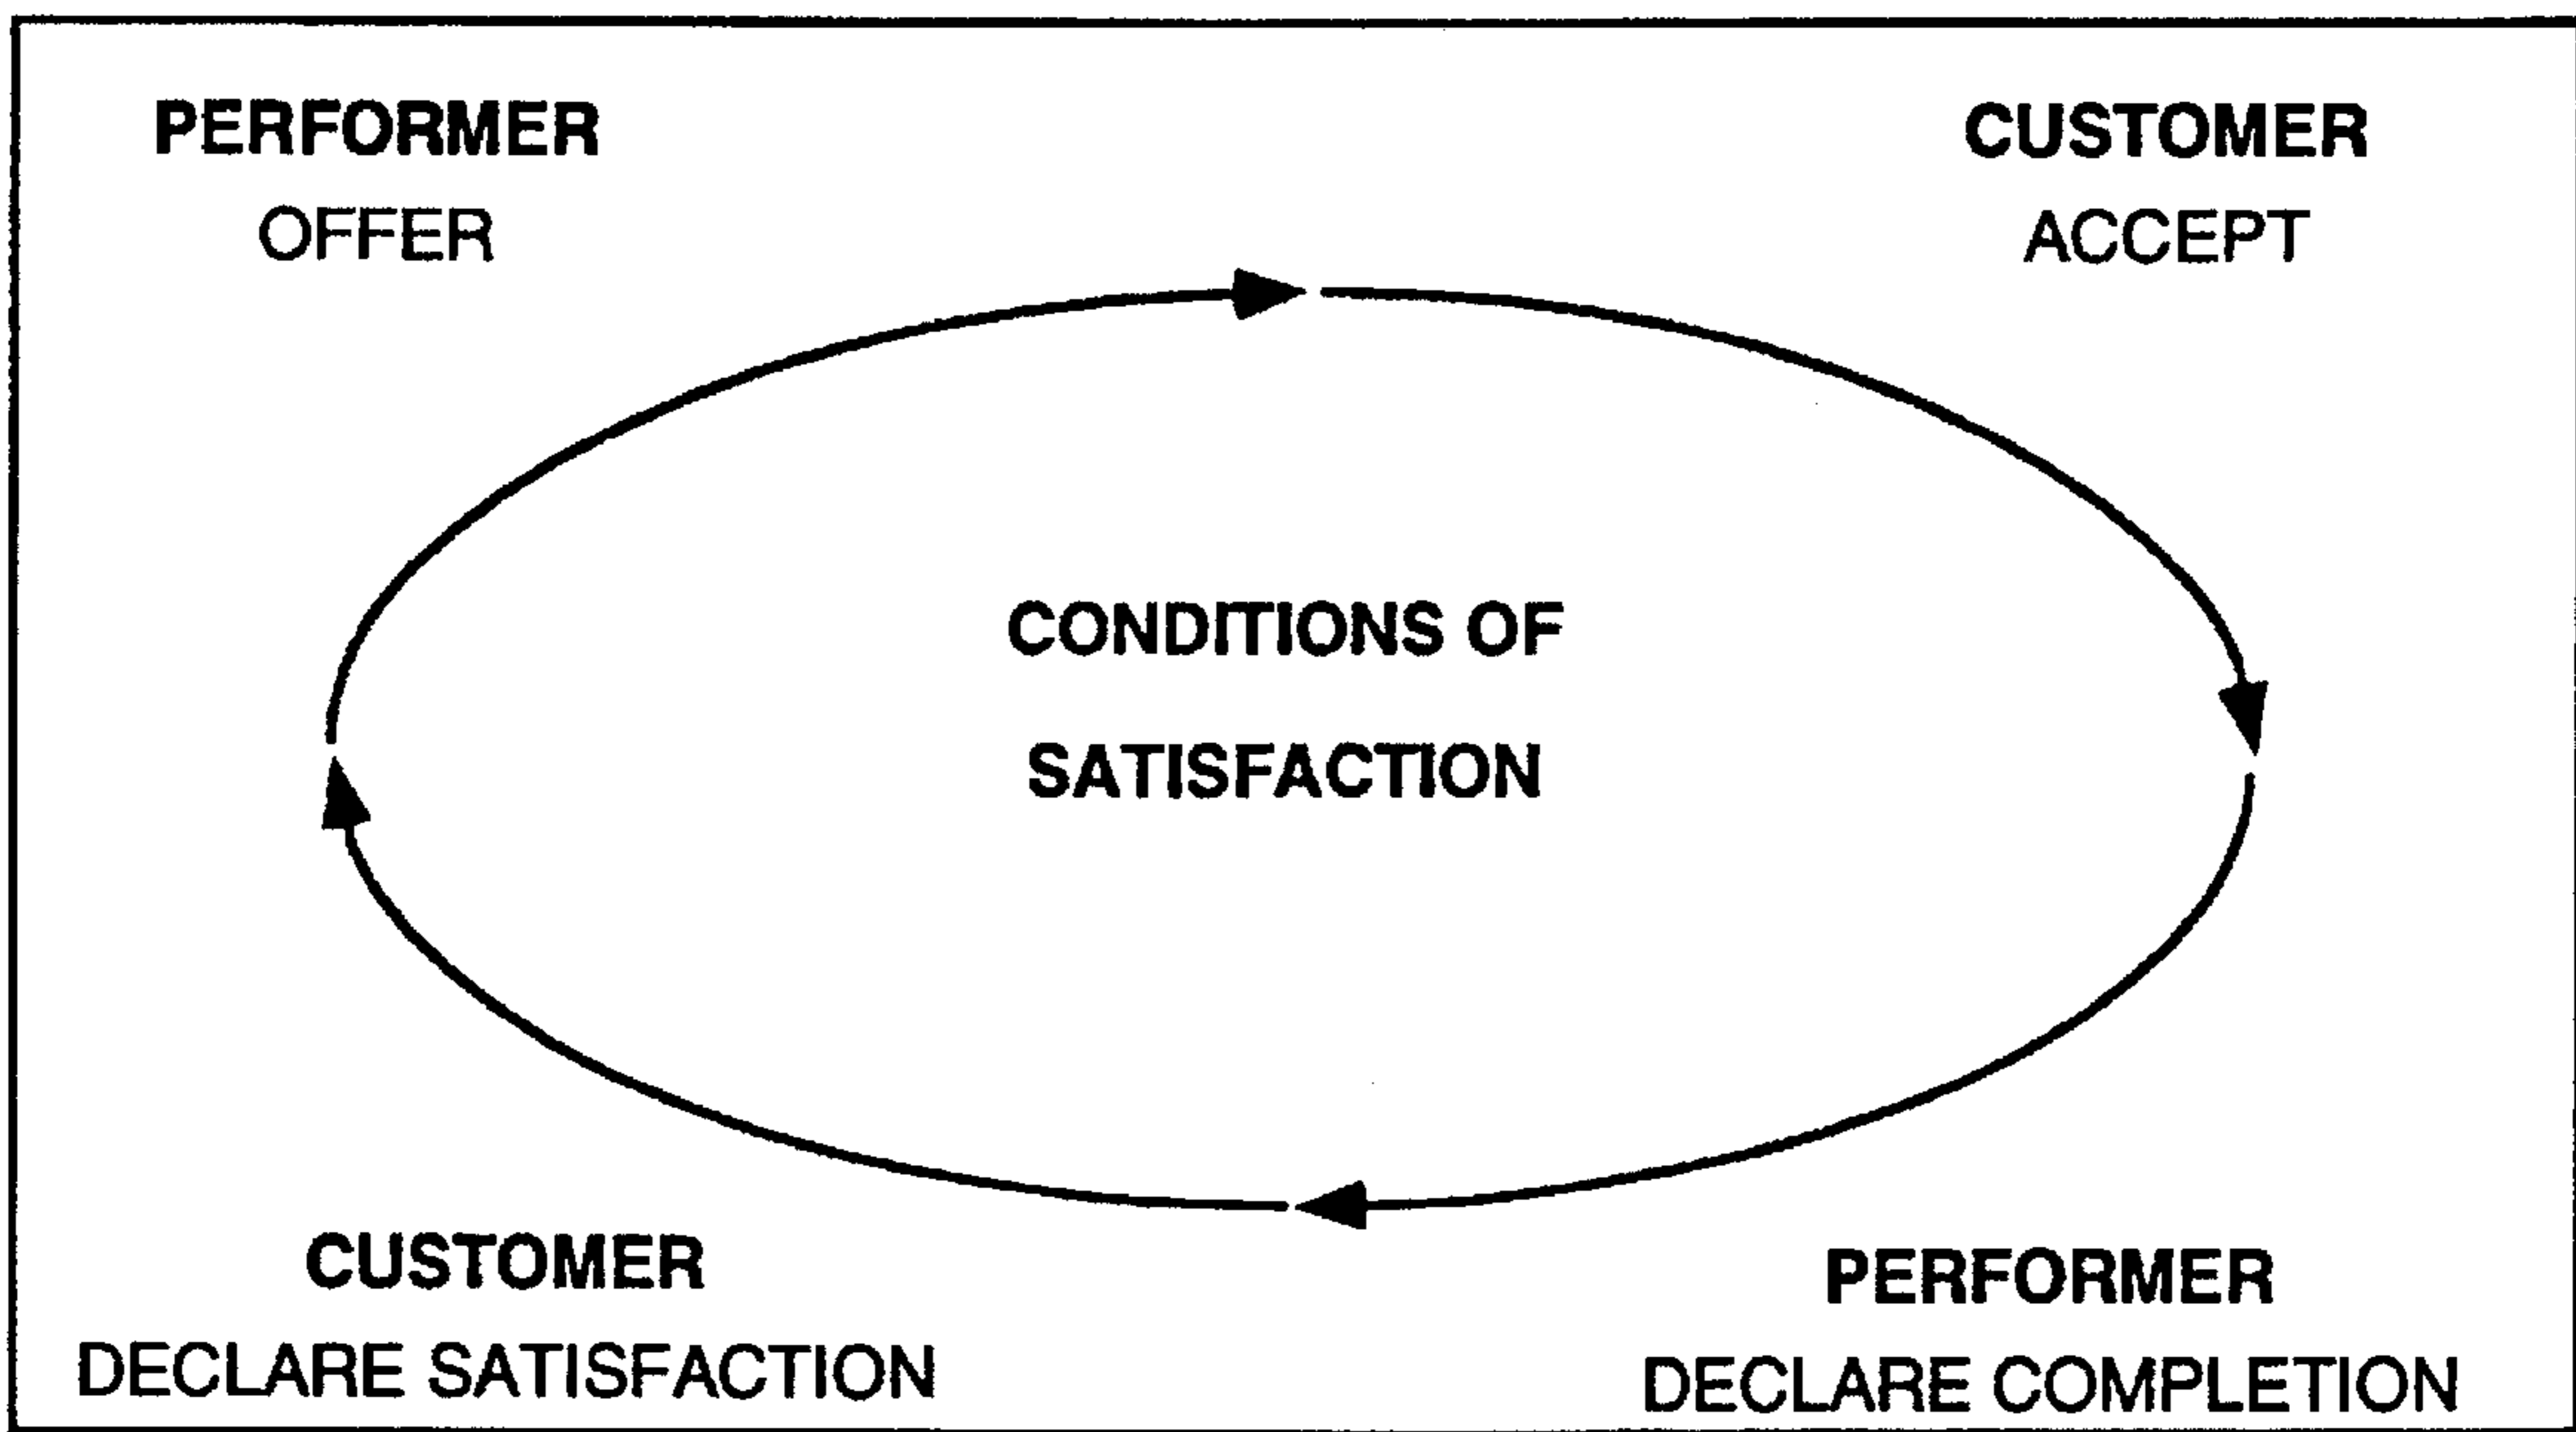 PERFORMER
OFFER
CUSTOMER
ACCEPT
CONDITIONS OF
SATISFACTION
CUSTOMER
DECLARE SATISFACTION
PERFORMER
DECLARE COMPLETION